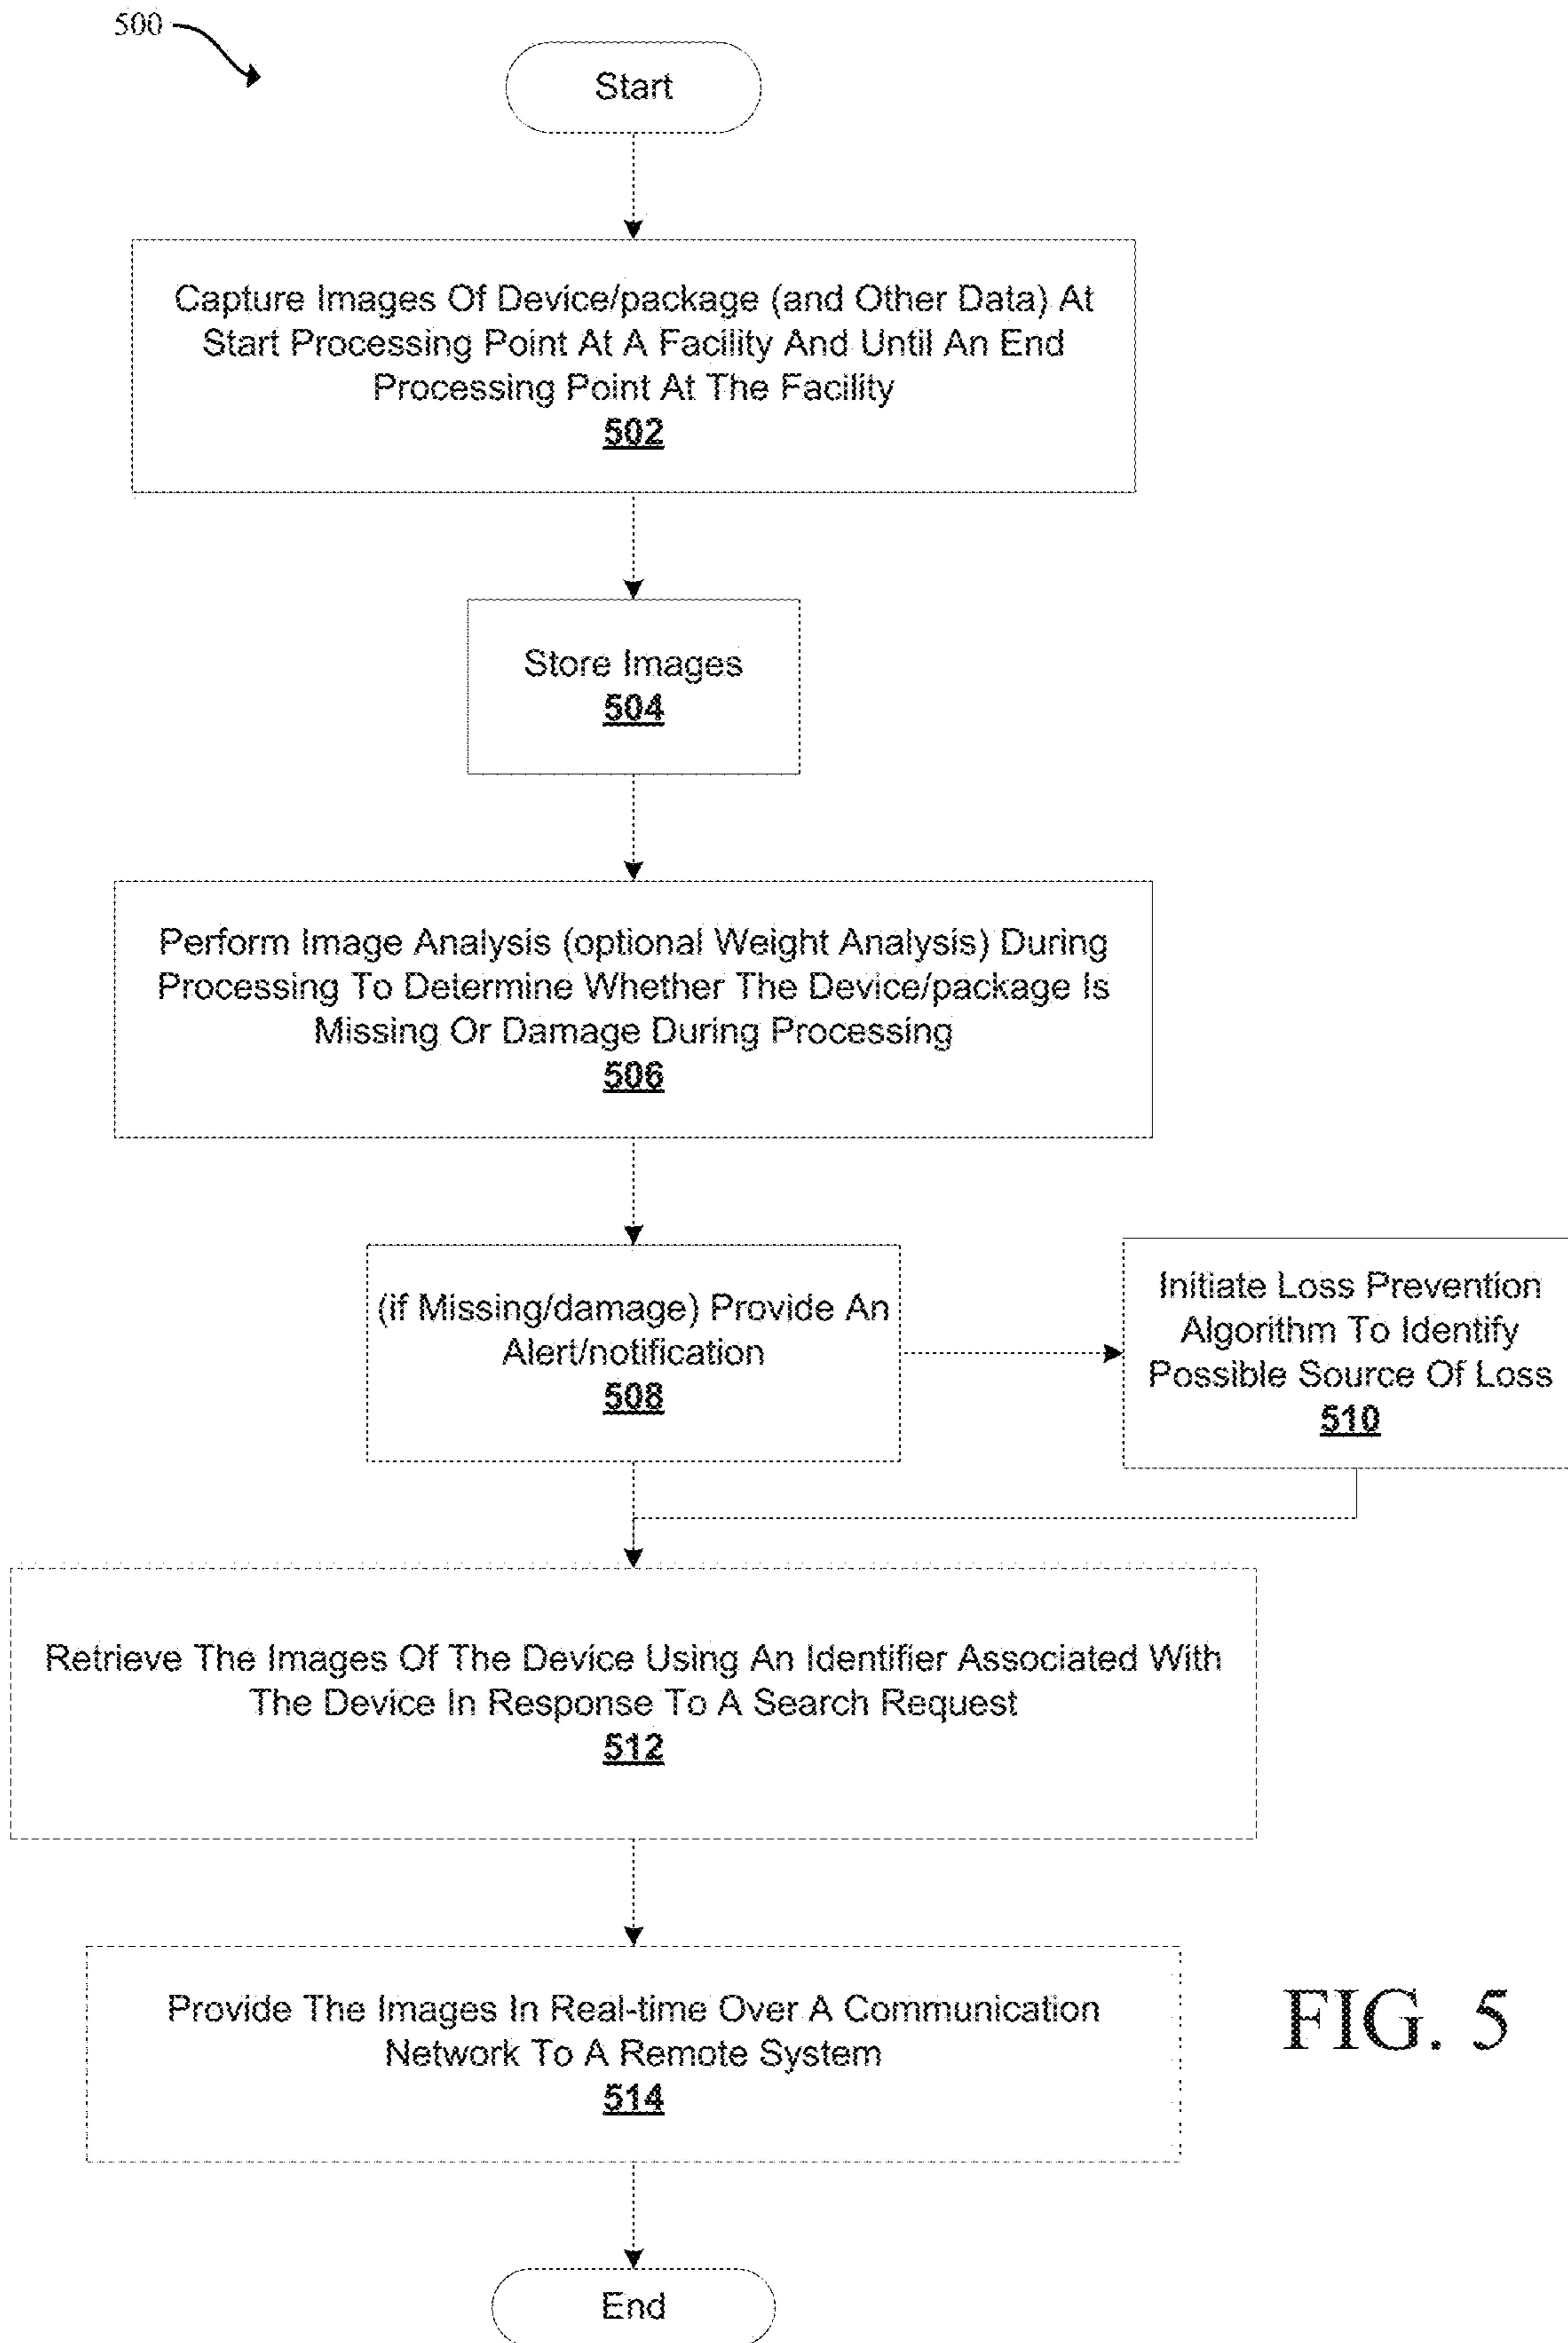 500
Start
Capture Images Of Device/package (and Other Data) At
Start Processing Point At A Facility And Until An End
Processing Point At The Facility
502
Store Images
504
Perform Image Analysis (optional Weight Analysis) During
Processing To Determine Whether The Device/package Is
Missing Or Damage During Processing
506
(if Missing/damage) Provide An
Alert/notification
508
Initiate Loss Prevention
Algorithm To Identify
Possible Source Of Loss
510
Retrieve The Images Of The Device Using An Identifier Associated With
The Device In Response To A Search Request
512
Provide The Images In Real-time Over A Communication
Network To A Remote System
514
FIG. 5
End